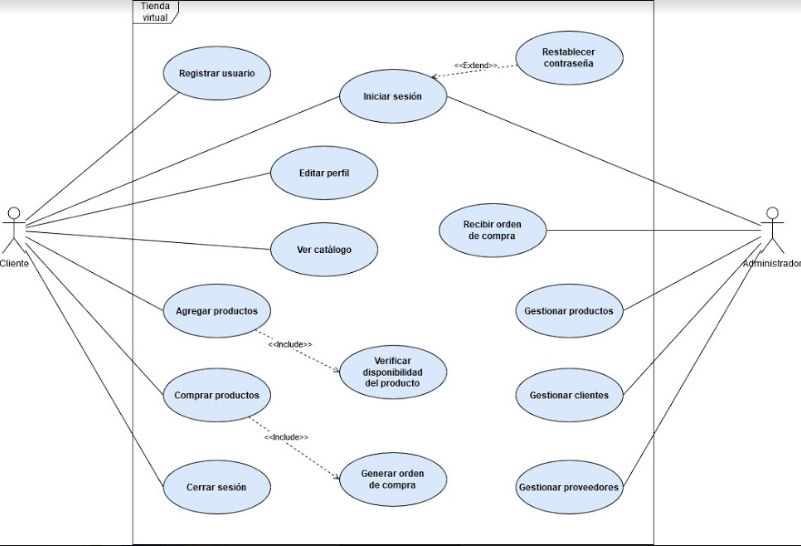 Tienda
virtual
Registrar usuario
<<Extend>>
Restablecer
contraseña
Iniciar sesión
Editar perfil
Recibir orden
de compra
Ver catàlogo
Cliente
Administrador
Agregar productos
Gestionar productos
<<Include>>
Verificar
disponibilidad
del producto
Comprar productos
Gestionar clientes
<<Include>>
Generar orden
de compra
Cerrar sesión
Gestionar proveedores